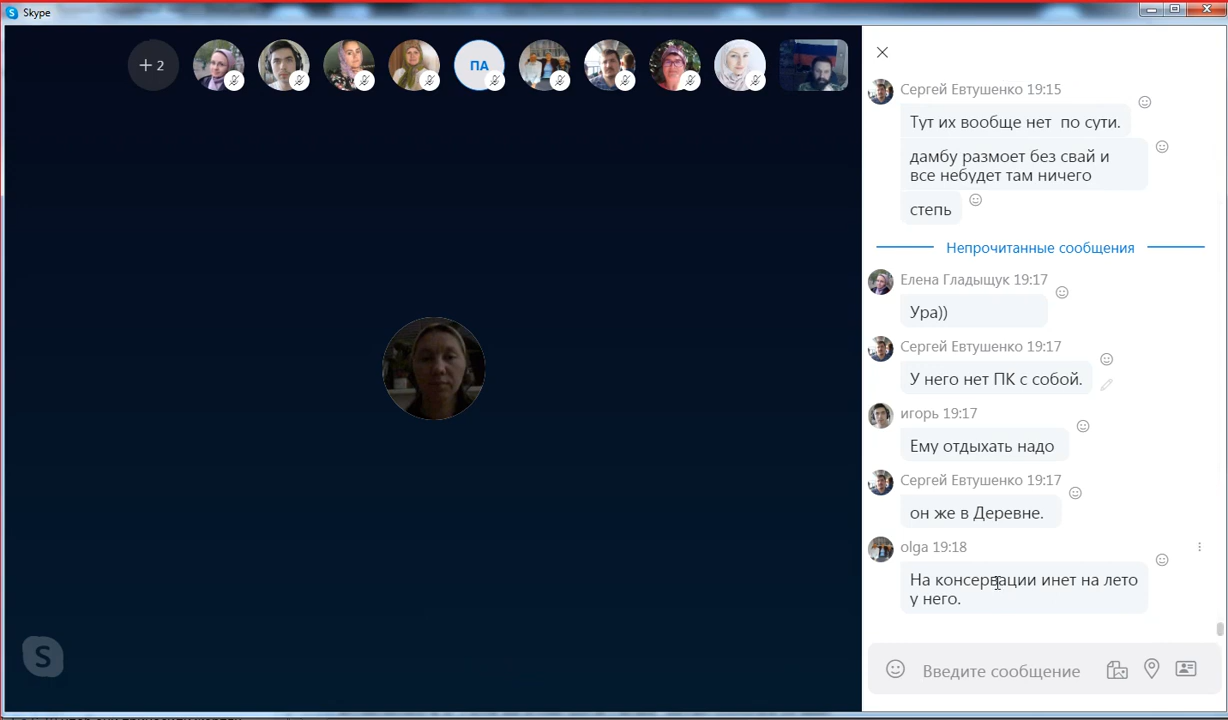 Skype
+ 2
ПА
Сергей Евтушенко 19:15
Тут их вообще нет по сути.
дамбу размоет без свай и
все небудет там ничего
степь
Непрочитанные сообщения
Елена Гладыщук 19:17
Ура))
Сергей Евтушенко 19:17
У него нет ПК с собой.
игорь 19:17
Ему отдыхать надо
Сергей Евтушенко 19:17
он же в Деревне.
olga 19:18
На консервации инет на лето
у него.
Введите сообщение
S